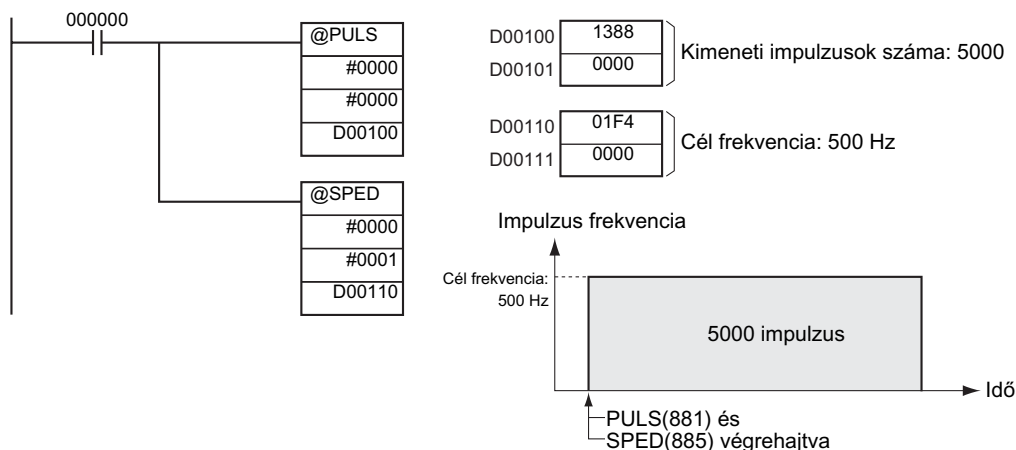 000000
@PULS
#0000
#0000
D00100
@SPED
#0000
#0001
D00110
D00100 1388
D00101 0000
Kimeneti impulzusok száma: 5000
D00110 01F4
D00111 0000
Cél frekvencia: 500 Hz
Impulzus frekvencia
Cél frekvencia:
500 Hz
5000 impulzus
Idő
PULS(881) és
SPED(885) végrehajtva